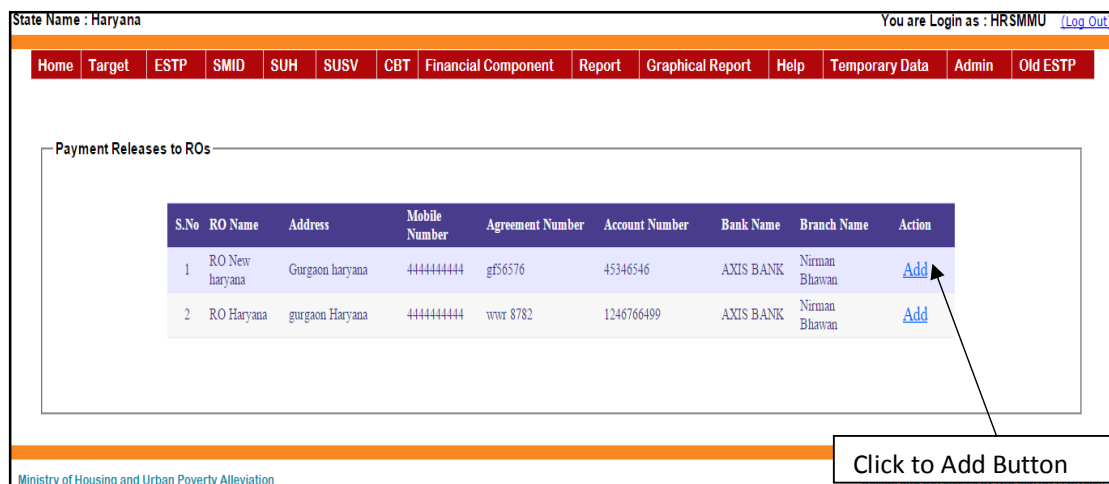 State Name : Haryana You are Login as : HRSMMU (Log Out)
Home Target ESTP SMID SUH SUSV CBT Financial Component Report Graphical Report Help Temporary Data Admin Old ESTP
Payment Releases to ROs
S.No RO Name Address Mobile Number Agreement Number Account Number Bank Name Branch Name Action
1 RO New haryana Gurgaon haryana 4444444444 gf56576 45346546 AXIS BANK Nirman Bhawan Add
2 RO Haryana gurgaon Haryana 4444444444 wwr 8782 1246766499 AXIS BANK Nirman Bhawan Add
Click to Add Button
Ministry of Housing and Urban Poverty Alleviation